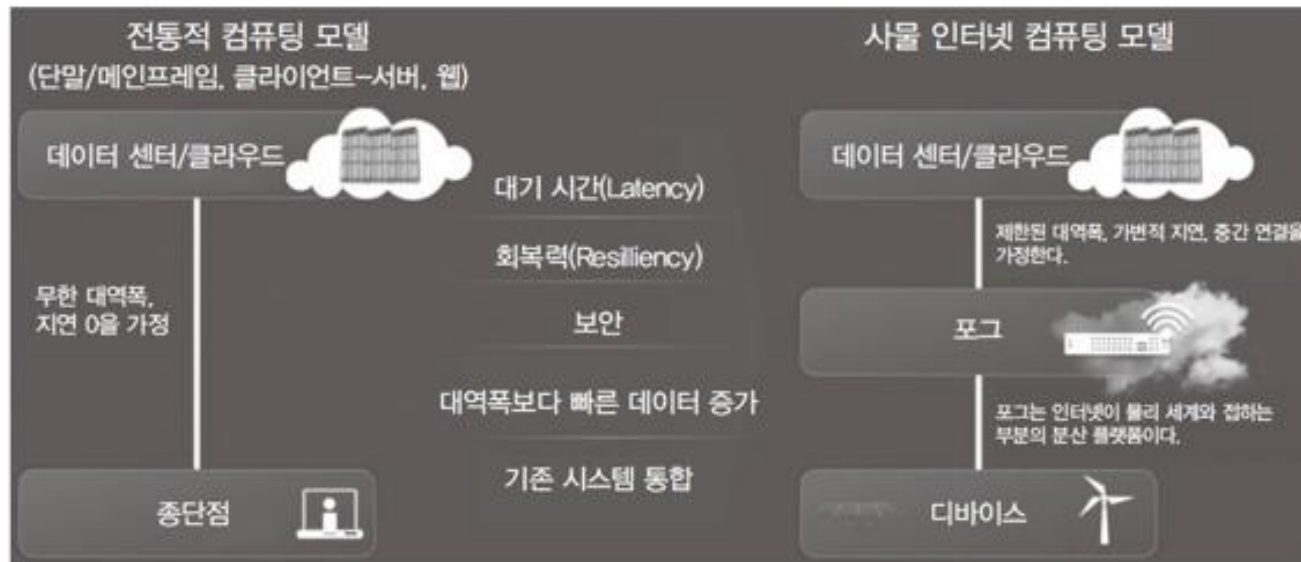 전통적 컴퓨팅 모델
(단말/메인프레임, 클라이언트-서버, 웹)
데이터 센터/클라우드
무한 대역폭,
지연 0을 가정
종단점
대기 시간(Latency)
회복력(Resilliency)
보안
대역폭보다 빠른 데이터 증가
기존 시스템 통합
사물 인터넷 컴퓨팅 모델
데이터 센터/클라우드
제한된 대역폭, 가변적 지연, 중간 연결을
가정한다.
포그
포그는 인터넷이 물리 세계와 접하는
부분의 분산 플랫폼이다.
디바이스